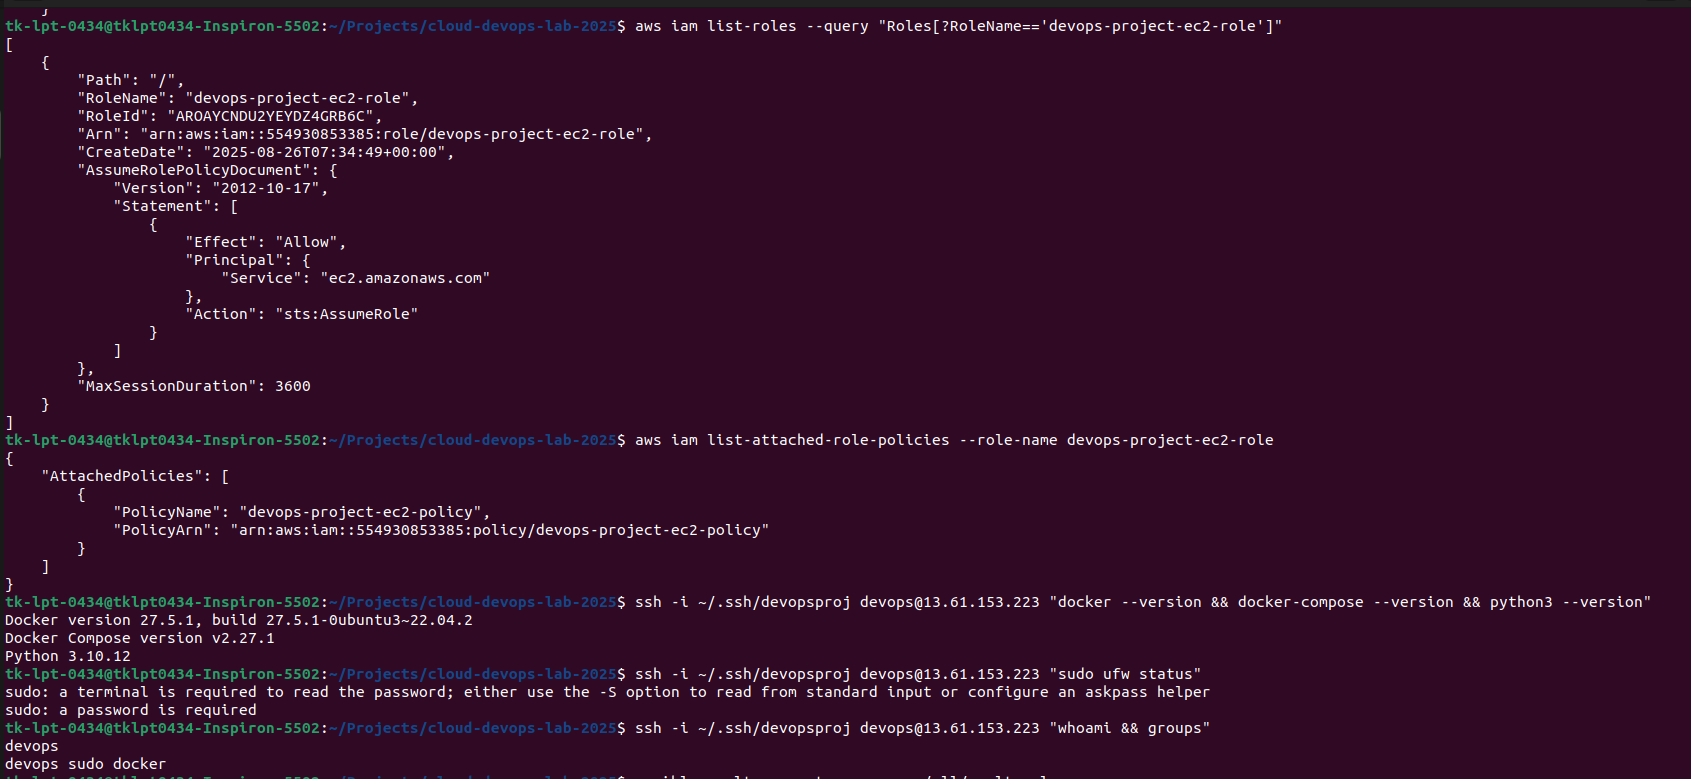 }
tk-lpt-0434@tklpt0434-Inspiron-5502:~/Projects/cloud-devops-lab-2025$ aws iam list-roles --query "Roles[?RoleName=='devops-project-ec2-role']"
[
    {
        "Path": "/",
        "RoleName": "devops-project-ec2-role",
        "RoleId": "AROAYCNDU2YEYDZ4GRB6C",
        "Arn": "arn:aws:iam::554930853385:role/devops-project-ec2-role",
        "CreateDate": "2025-08-26T07:34:49+00:00",
        "AssumeRolePolicyDocument": {
            "Version": "2012-10-17",
            "Statement": [
                {
                    "Effect": "Allow",
                    "Principal": {
                        "Service": "ec2.amazonaws.com"
                    },
                    "Action": "sts:AssumeRole"
                }
            ]
        },
        "MaxSessionDuration": 3600
    }
]
tk-lpt-0434@tklpt0434-Inspiron-5502:~/Projects/cloud-devops-lab-2025$ aws iam list-attached-role-policies --role-name devops-project-ec2-role
{
    "AttachedPolicies": [
        {
            "PolicyName": "devops-project-ec2-policy",
            "PolicyArn": "arn:aws:iam::554930853385:policy/devops-project-ec2-policy"
        }
    ]
}
tk-lpt-0434@tklpt0434-Inspiron-5502:~/Projects/cloud-devops-lab-2025$ ssh -i ~/.ssh/devopsproj devops@13.61.153.223 "docker --version && docker-compose --version && python3 --version"
Docker version 27.5.1, build 27.5.1-0ubuntu3~22.04.2
Docker Compose version v2.27.1
Python 3.10.12
tk-lpt-0434@tklpt0434-Inspiron-5502:~/Projects/cloud-devops-lab-2025$ ssh -i ~/.ssh/devopsproj devops@13.61.153.223 "sudo ufw status"
sudo: a terminal is required to read the password; either use the -S option to read from standard input or configure an askpass helper
sudo: a password is required
tk-lpt-0434@tklpt0434-Inspiron-5502:~/Projects/cloud-devops-lab-2025$ ssh -i ~/.ssh/devopsproj devops@13.61.153.223 "whoami && groups"
devops
devops sudo docker